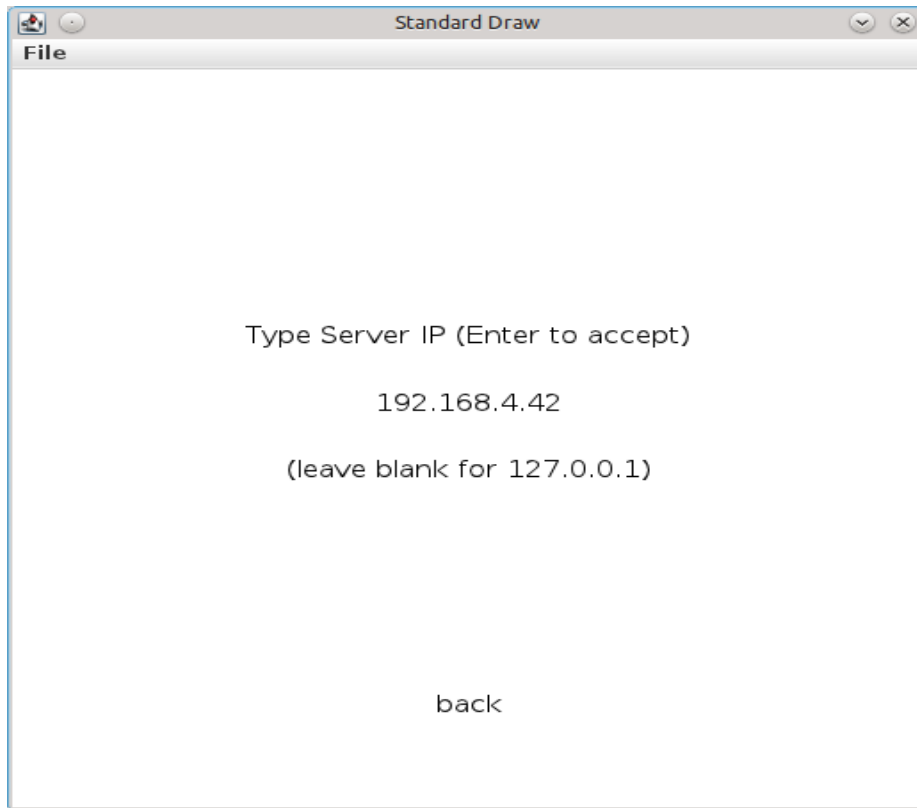 Standard Draw
File
Type Server IP (Enter to accept)
192.168.4.42
(leave blank for 127.0.0.1)
back